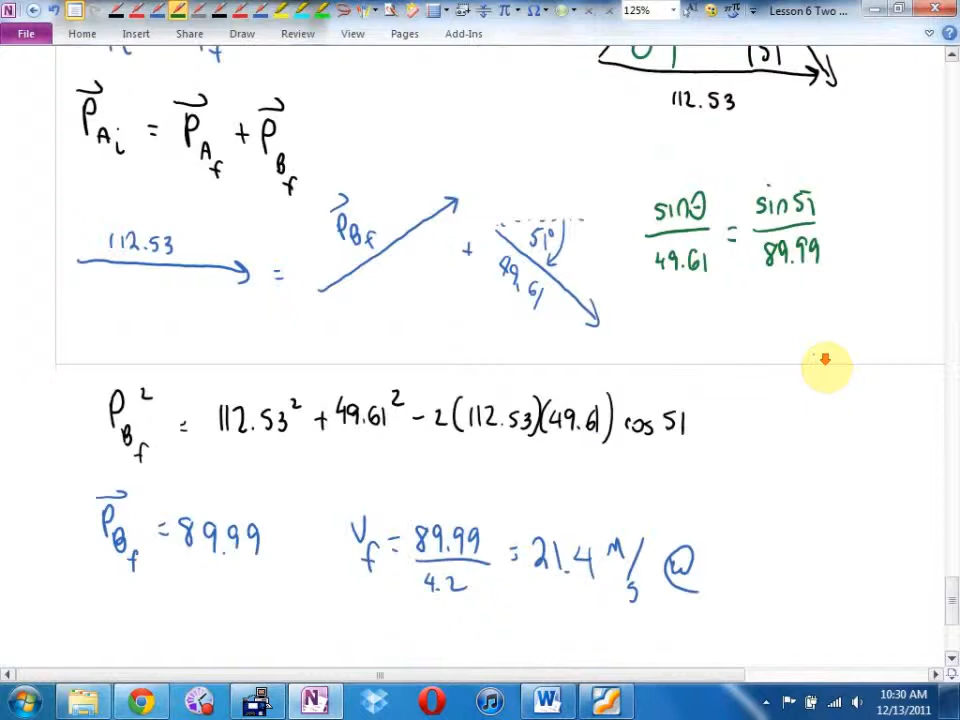 125%
Lesson 6 Two ...
File Home Insert Share Draw Review View Pages Add-Ins
i f
θ 51
112.53
P⃗Ai = P⃗Af + P⃗Bf
112.53 = P⃗Bf + 51° 49.61
sinθ/49.61 = sin51/89.99
PBf² = 112.53² + 49.61² - 2(112.53)(49.61) cos 51
P⃗Bf = 89.99 Vf = 89.99/4.2 = 21.4 m/s @
10:30 AM
12/13/2011